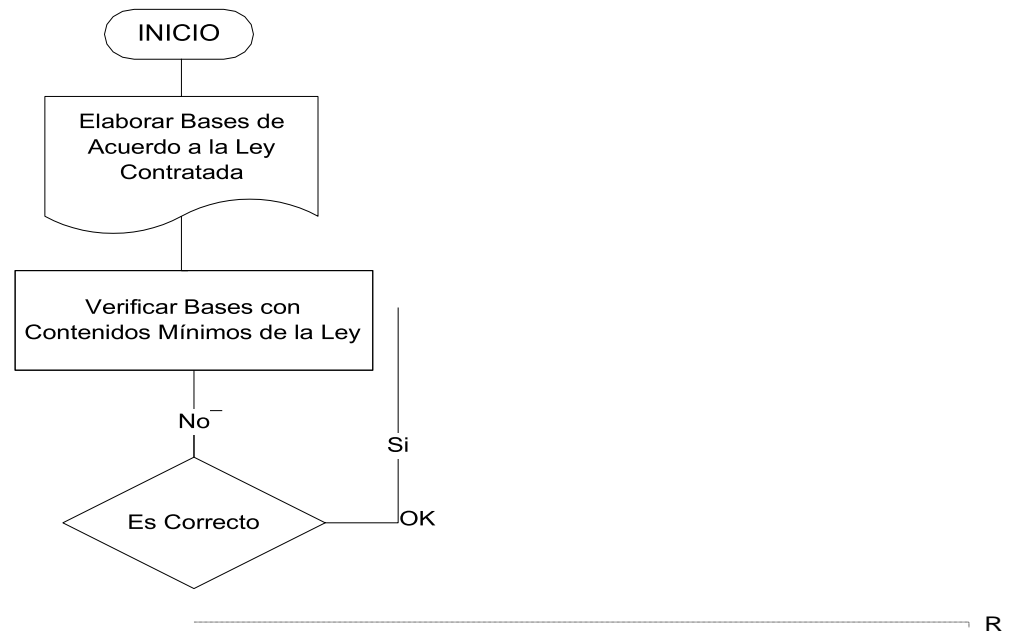 INICIO
Elaborar Bases de
Acuerdo a la Ley
Contratada
Verificar Bases con
Contenidos Mínimos de la Ley
No
Si
Es Correcto
OK
R